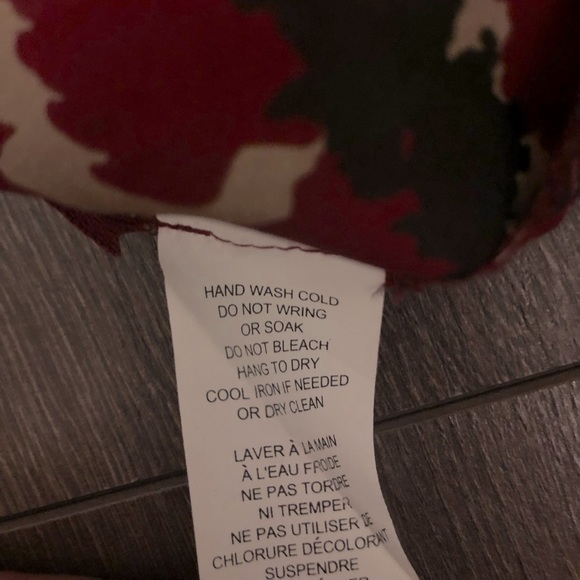 HAND WASH COLD
DO NOT WRING
OR SOAK
DO NOT BLEACH
HANG TO DRY
COOL IRON IF NEEDED
OR DRY CLEAN
LAVER À LA MAIN
À L'EAU FROIDE
NE PAS TORDRE
NI TREMPER
NE PAS UTILISER DE
CHLORURE DÉCOLORANT
SUSPENDRE